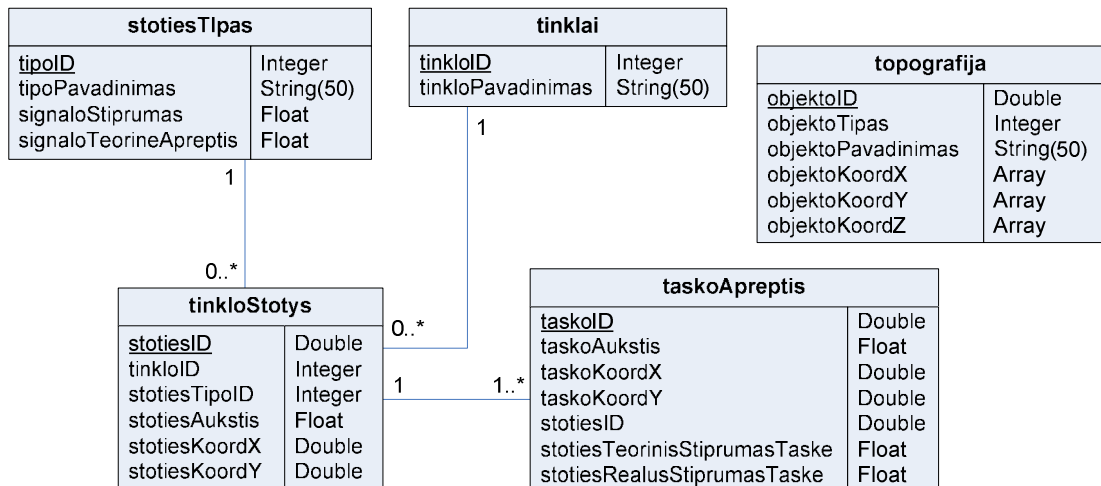 stotiesTIpas
tipoID Integer
tipoPavadinimas String(50)
signaloStiprumas Float
signaloTeorineApreptis Float
tinklai
tinkloID Integer
tinkloPavadinimas String(50)
topografija
objektoID Double
objektoTipas Integer
objektoPavadinimas String(50)
objektoKoordX Array
objektoKoordY Array
objektoKoordZ Array
1
1
0..*
0..*
1
1..*
tinkloStotys
stotiesID Double
tinkloID Integer
stotiesTipoID Integer
stotiesAukstis Float
stotiesKoordX Double
stotiesKoordY Double
taskoApreptis
taskoID Double
taskoAukstis Float
taskoKoordX Double
taskoKoordY Double
stotiesID Double
stotiesTeorinisStiprumasTaske Float
stotiesRealusStiprumasTaske Float